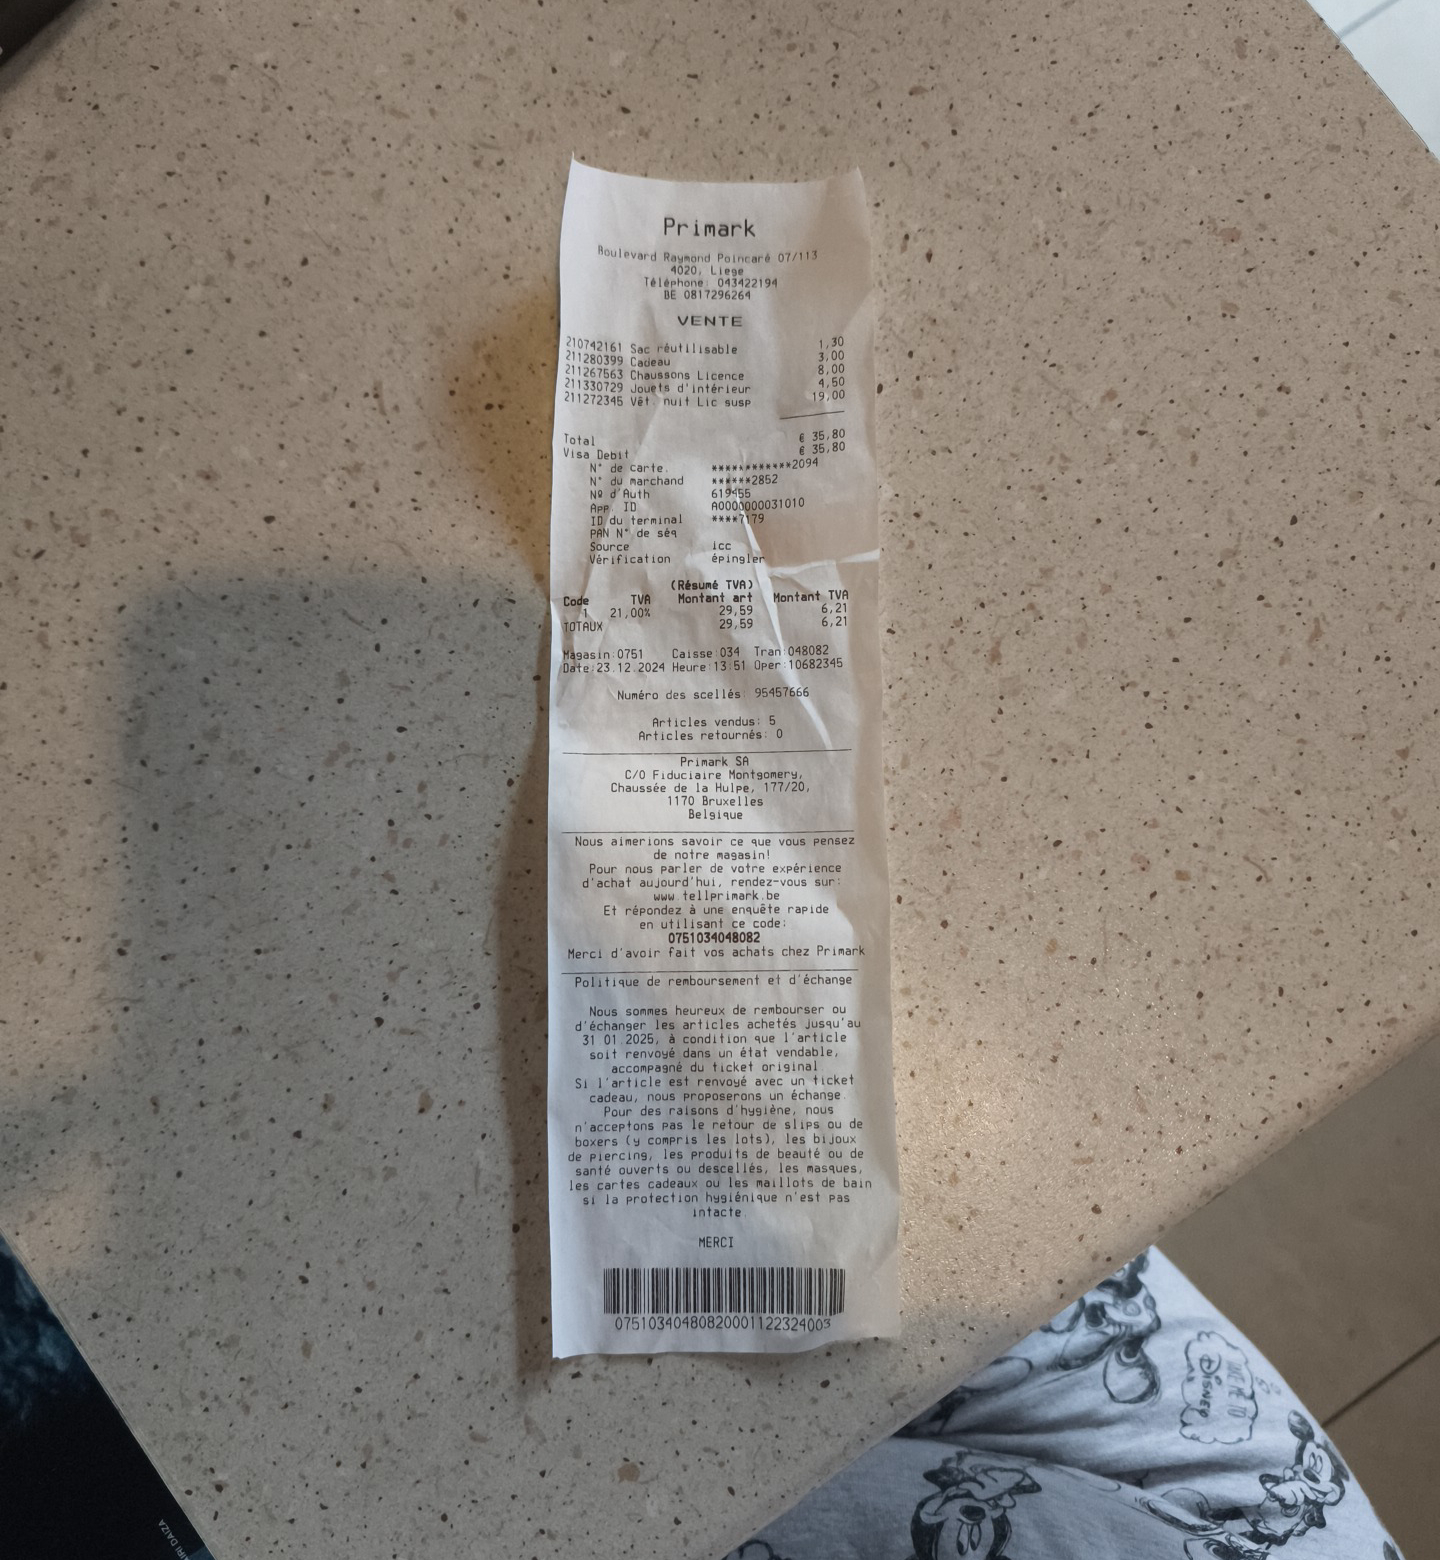 Primark
Boulevard Raymond Poincaré 07/113
4020, Liege
Téléphone: 043422194
BE 0817296264
VENTE
210742161 Sac réutilisable 1,30
211280399 Cadeau 3,00
211267563 Chaussons Licence 8,00
211330729 Jouets d'intérieur 4,50
211272345 Vêt. nuit Lic susp 19,00
Total € 35,80
Visa Debit € 35,80
N° de carte. ************2094
N° du marchand ******2852
Nº d'Auth 619455
App. ID A0000000031010
ID du terminal ****7179
PAN N° de séq
Source icc
Vérification épingler
(Résumé TVA)
Code TVA Montant art Montant TVA
1 21,00% 29,59 6,21
TOTAUX 29,59 6,21
Magasin:0751 Caisse:034 Tran:048082
Date:23.12.2024 Heure:13:51 Oper:10682345
Numéro des scellés: 95457666
Articles vendus: 5
Articles retournés: 0
Primark SA
C/O Fiduciaire Montgomery,
Chaussée de la Hulpe, 177/20,
1170 Bruxelles
Belgique
Nous aimerions savoir ce que vous pensez
de notre magasin!
Pour nous parler de votre expérience
d'achat aujourd'hui, rendez-vous sur:
www.tellprimark.be
Et répondez à une enquête rapide
en utilisant ce code:
0751034048082
Merci d'avoir fait vos achats chez Primark
Politique de remboursement et d'échange
Nous sommes heureux de rembourser ou
d'échanger les articles achetés jusqu'au
31.01.2025, à condition que l'article
soit renvoyé dans un état vendable,
accompagné du ticket original.
Si l'article est renvoyé avec un ticket
cadeau, nous proposerons un échange.
Pour des raisons d'hygiène, nous
n'acceptons pas le retour de slips ou de
boxers (y compris les lots), les bijoux
de piercing, les produits de beauté ou de
santé ouverts ou descellés, les masques,
les cartes cadeaux ou les maillots de bain
si la protection hygiénique n'est pas
intacte.
MERCI
07510340480820001122324003
TAKE ME TO
DISNEP
DAIZA